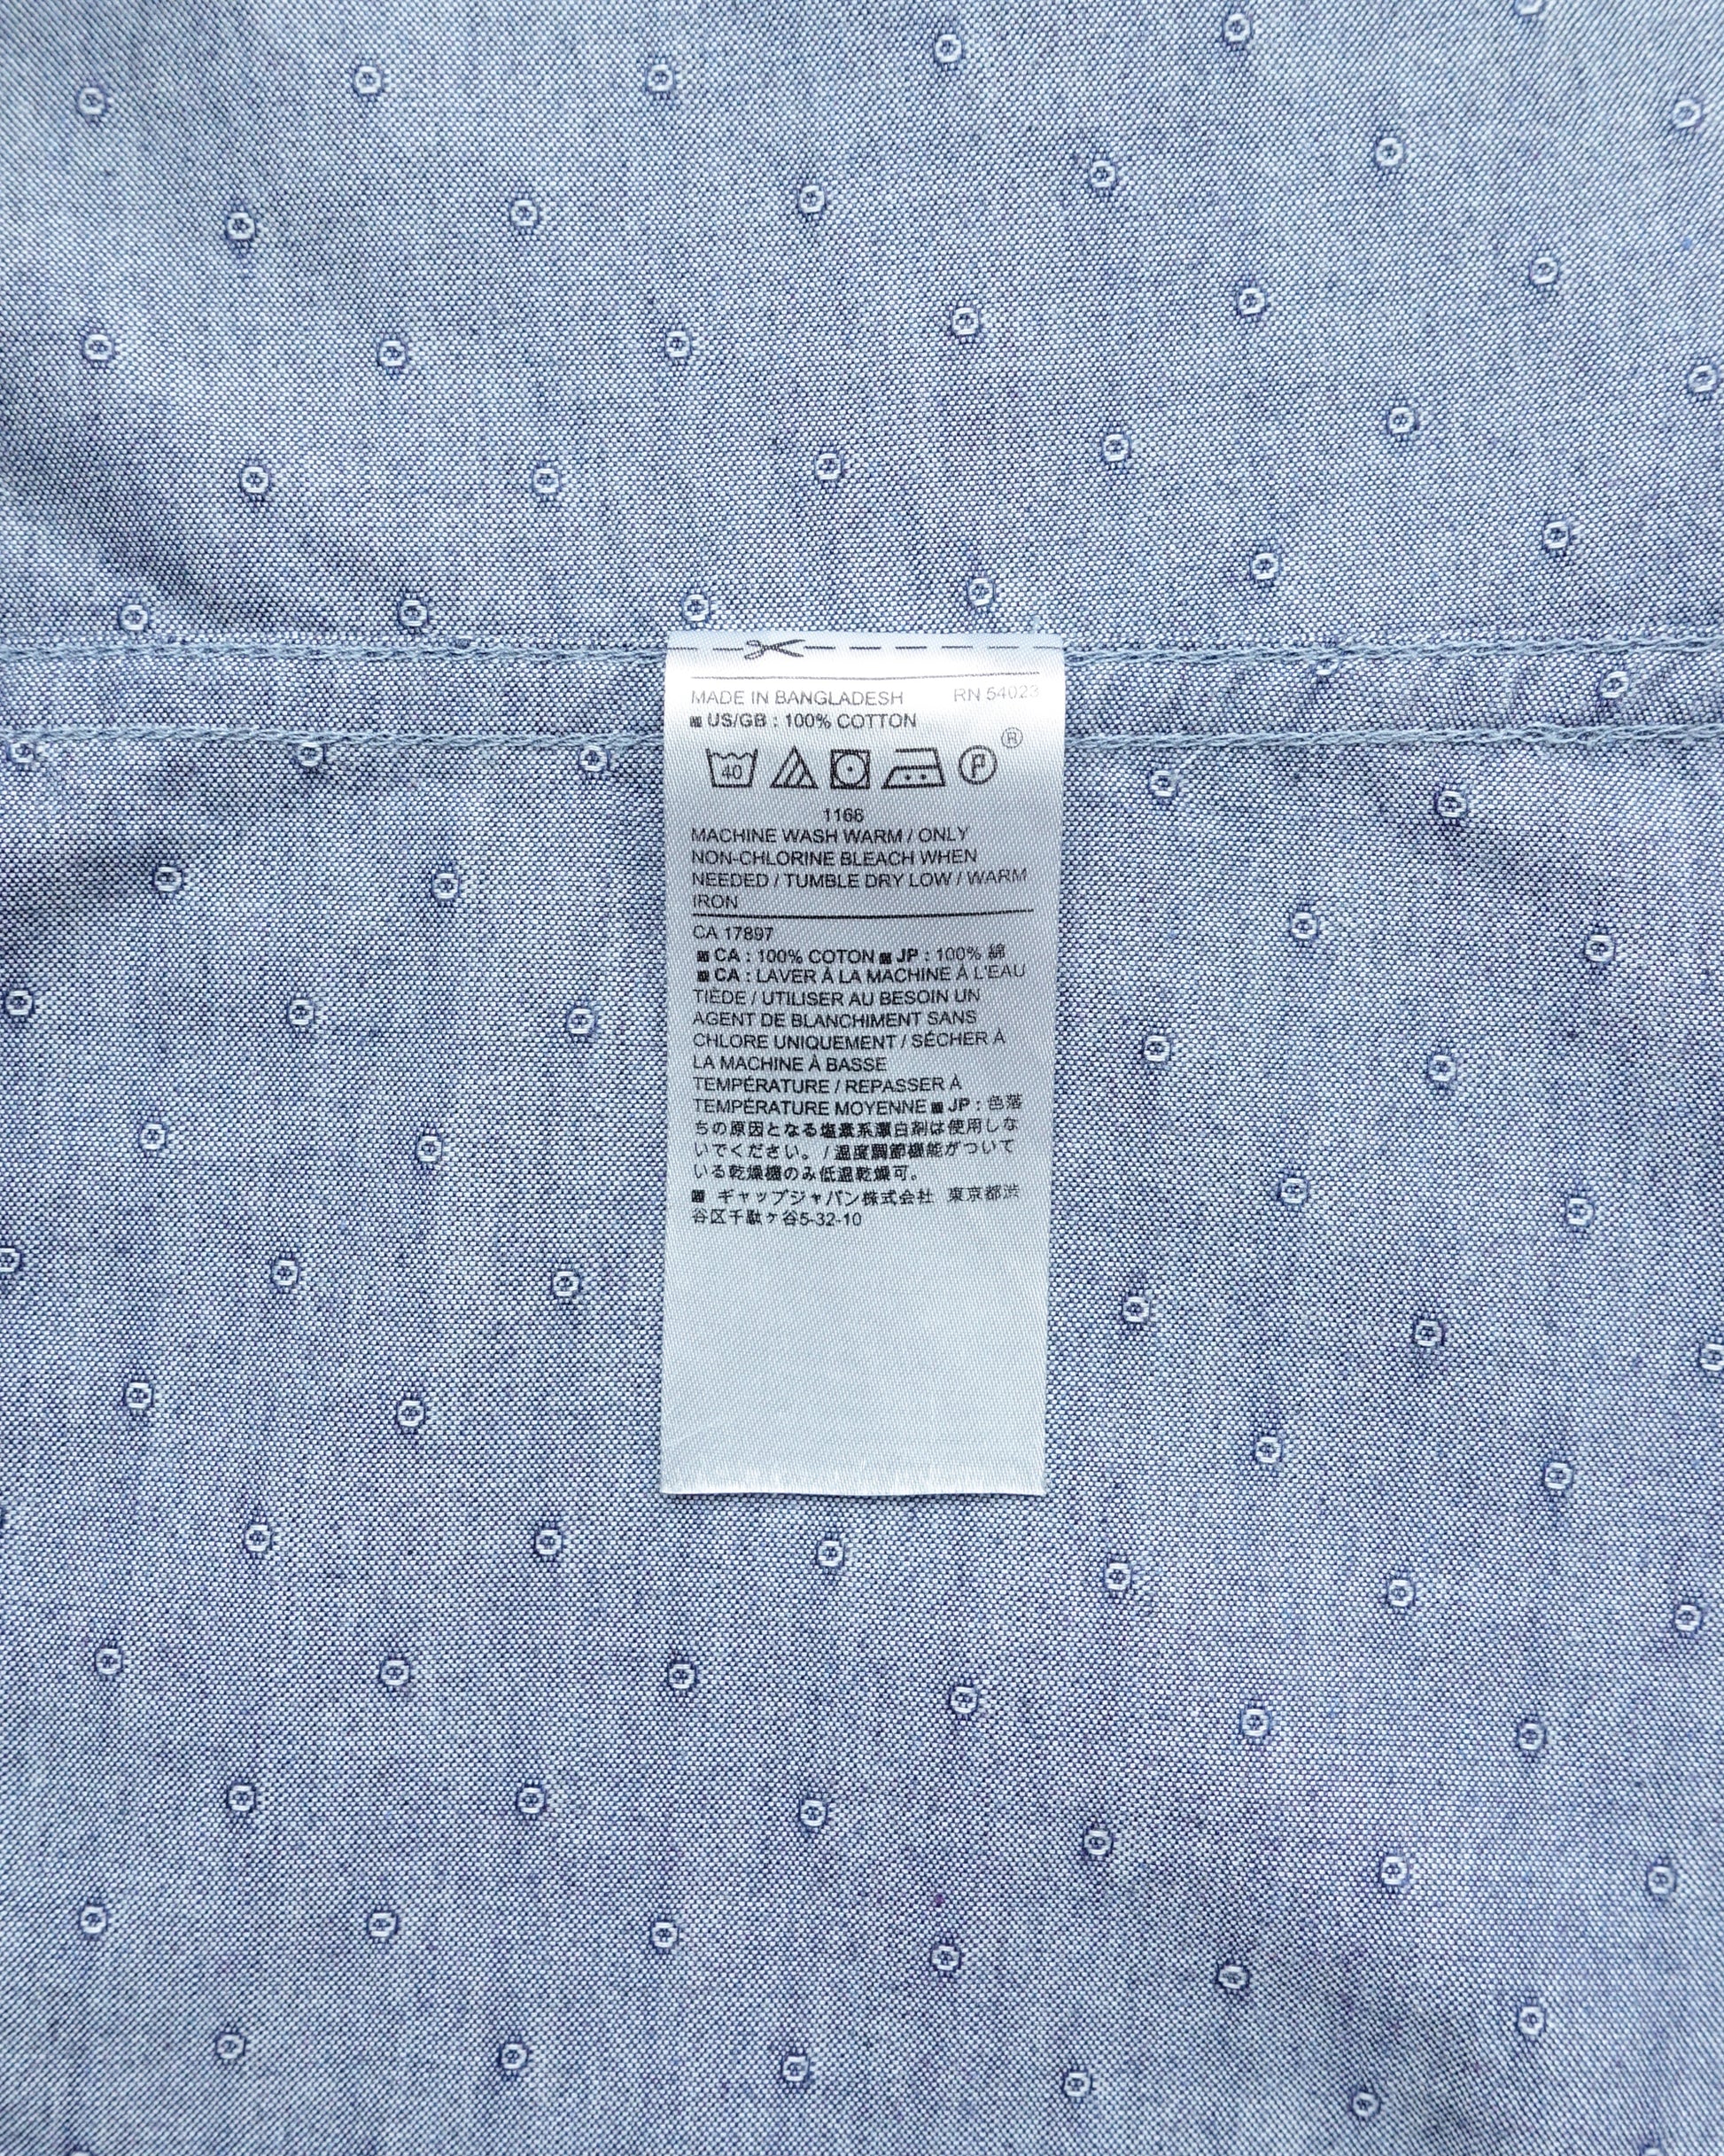 MADE IN BANGLADESH RN 54023
US/GB : 100% COTTON
40 P ®
1166
MACHINE WASH WARM / ONLY
NON-CHLORINE BLEACH WHEN
NEEDED / TUMBLE DRY LOW / WARM
IRON
CA 17897
CA : 100% COTON JP : 100% 綿
CA : LAVER À LA MACHINE À L'EAU
TIÈDE / UTILISER AU BESOIN UN
AGENT DE BLANCHIMENT SANS
CHLORE UNIQUEMENT / SÉCHER À
LA MACHINE À BASSE
TEMPÉRATURE / REPASSER À
TEMPÉRATURE MOYENNE JP : 色落
ちの原因となる塩素系漂白剤は使用しな
いでください。 / 温度調節機能がついて
いる乾燥機のみ低温乾燥可。
ギャップジャパン株式会社 東京都渋
谷区千駄ヶ谷5-32-10